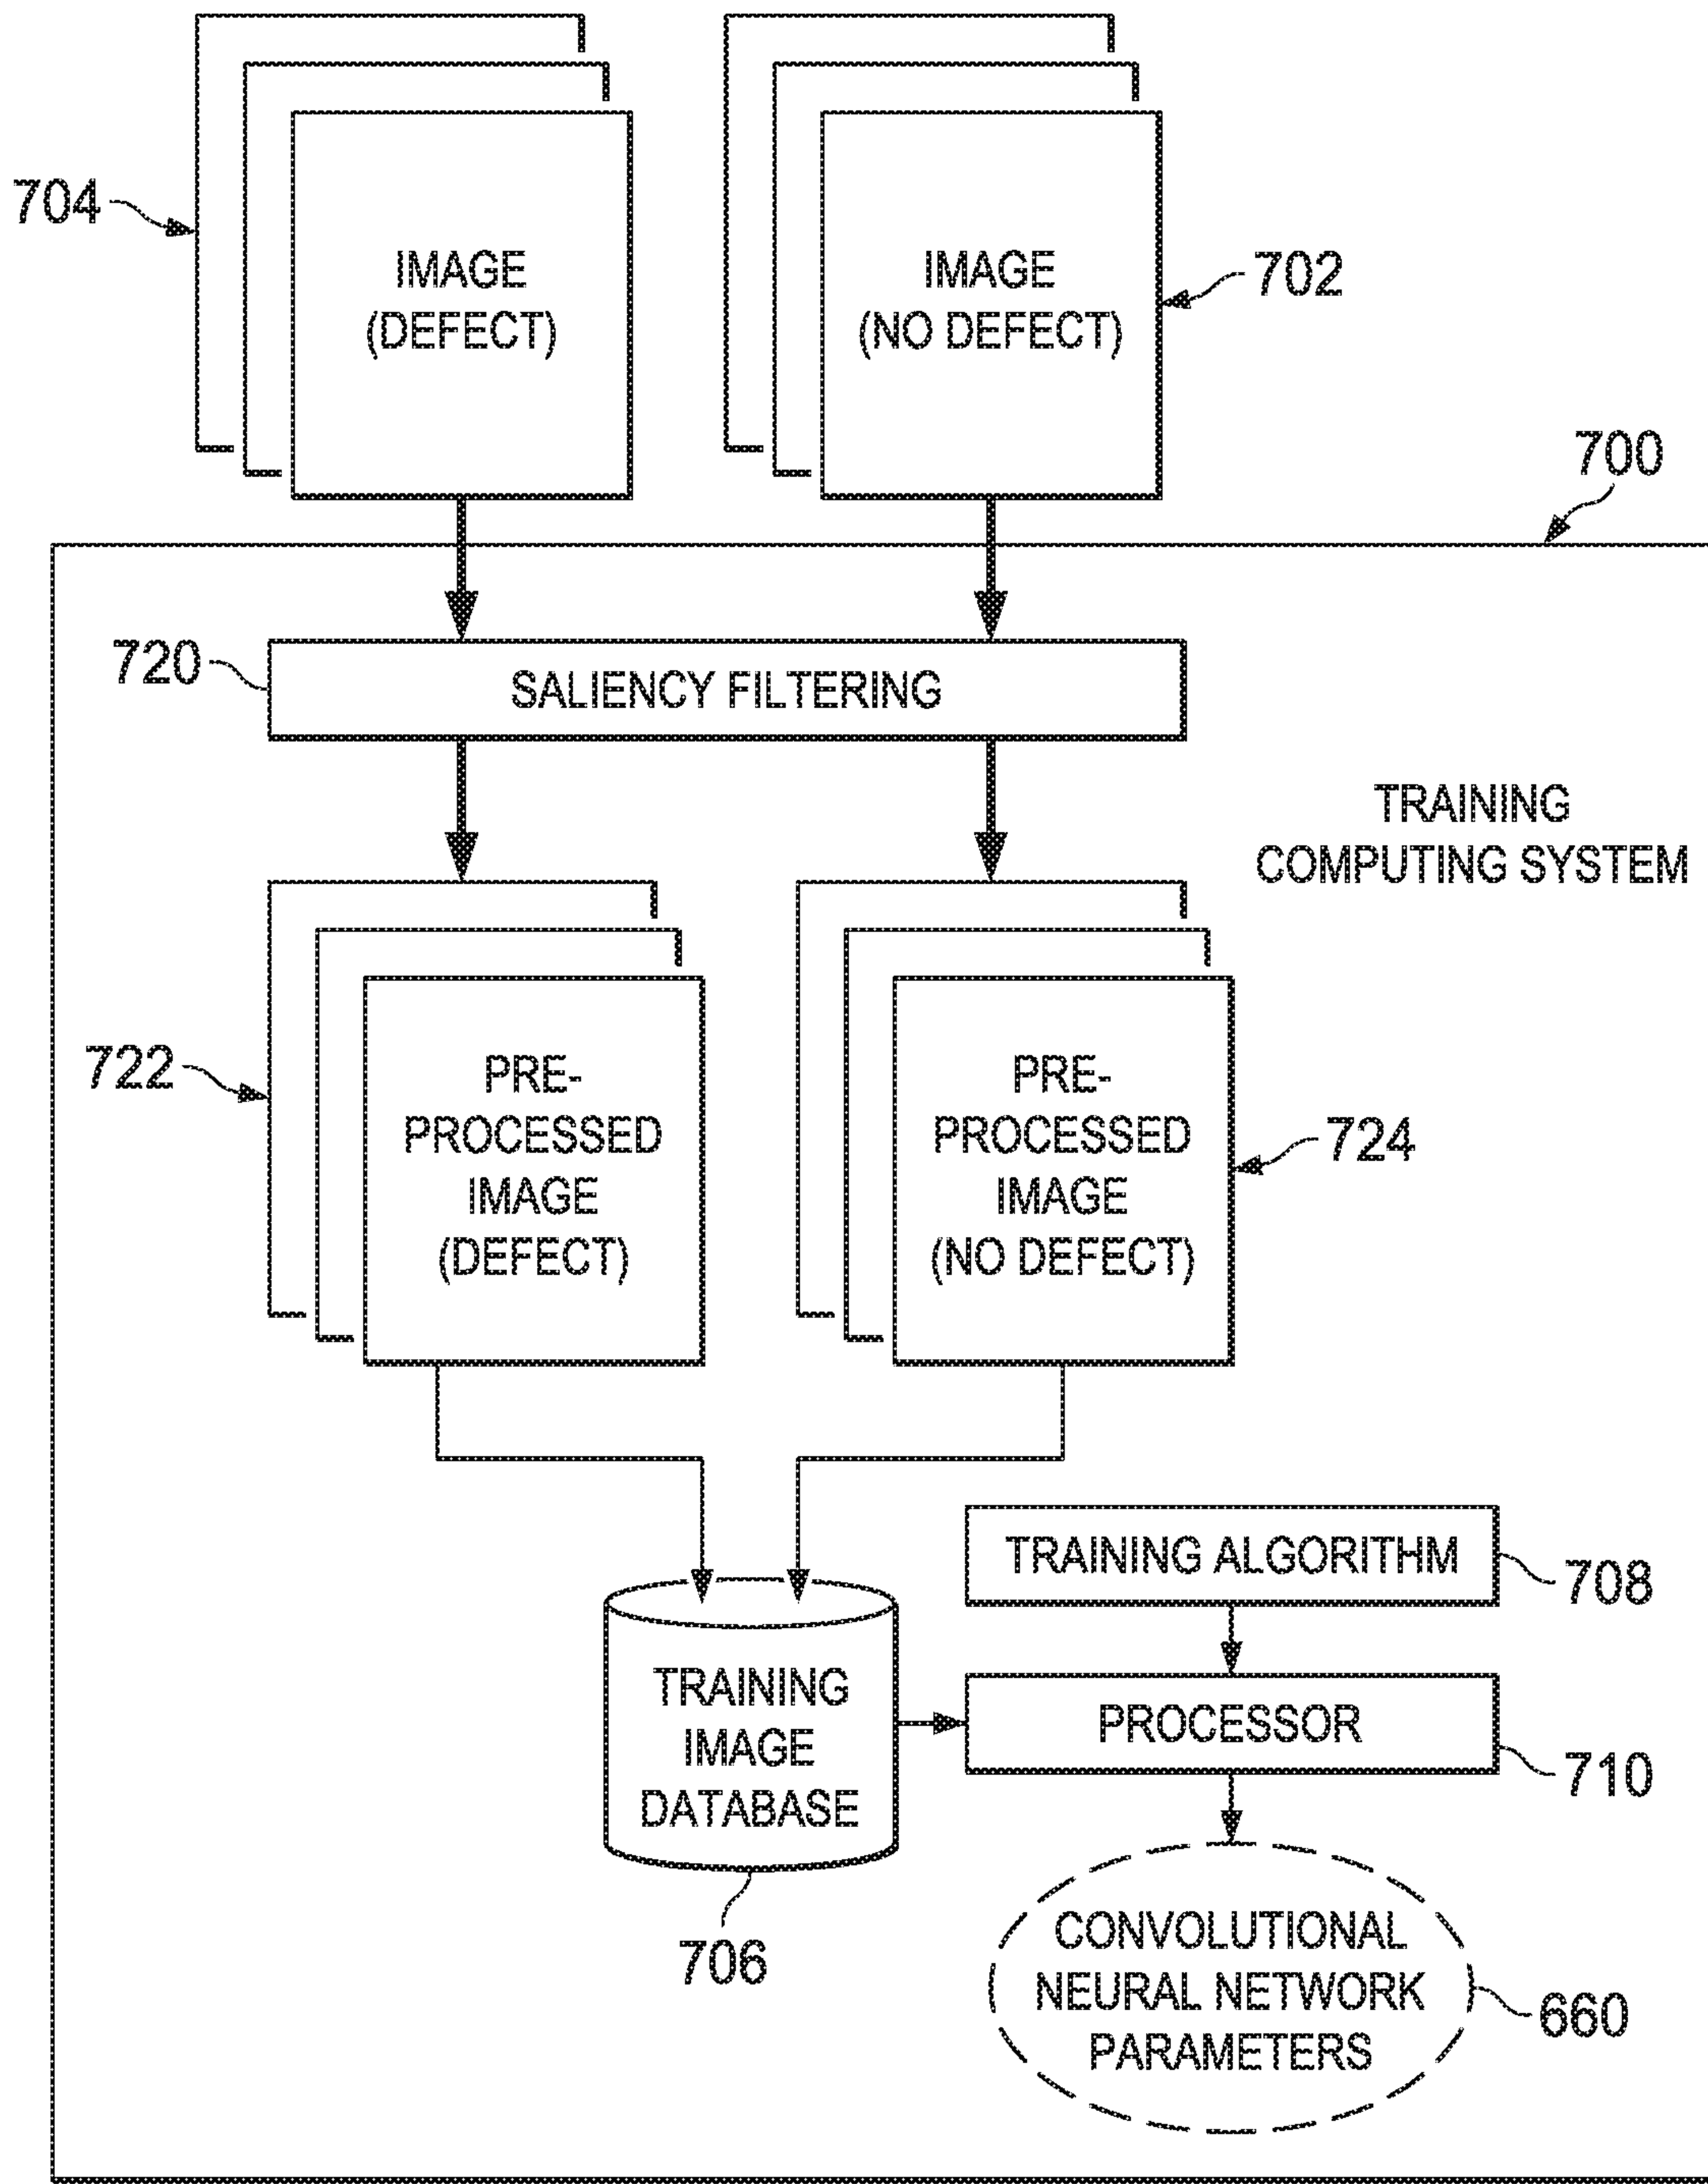 704
IMAGE
(DEFECT)
IMAGE
(NO DEFECT)
702
700
720
SALIENCY FILTERING
TRAINING
COMPUTING SYSTEM
722
PRE-
PROCESSED
IMAGE
(DEFECT)
PRE-
PROCESSED
IMAGE
(NO DEFECT)
724
TRAINING ALGORITHM
708
TRAINING
IMAGE
DATABASE
706
PROCESSOR
710
CONVOLUTIONAL
NEURAL NETWORK
PARAMETERS
660